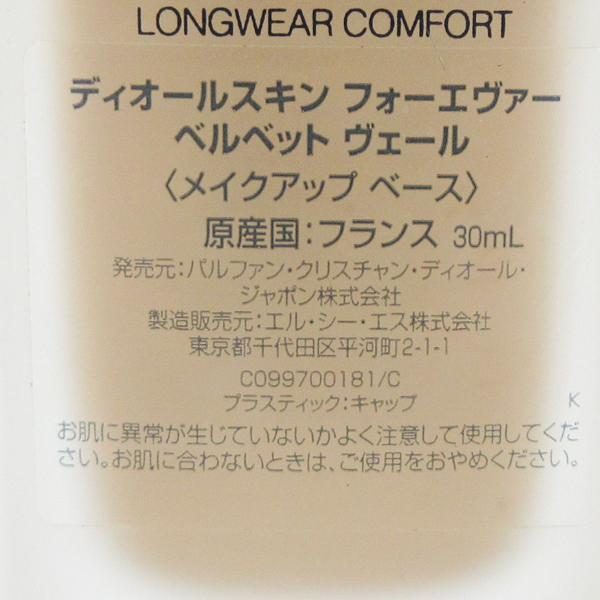 LONGWEAR COMFORT
ディオールスキン フォーエヴァー
ベルベット ヴェール
〈メイクアップ ベース〉
原産国:フランス 30mL
発売元:パルファン・クリスチャン・ディオール・
ジャポン株式会社
製造販売元:エル・シー・エス株式会社
東京都千代田区平河町2-1-1
C099700181/C
プラスティック:キャップ K
お肌に異常が生じていないかよく注意して使用してくだ
さい。お肌に合わないときは、ご使用をおやめください。